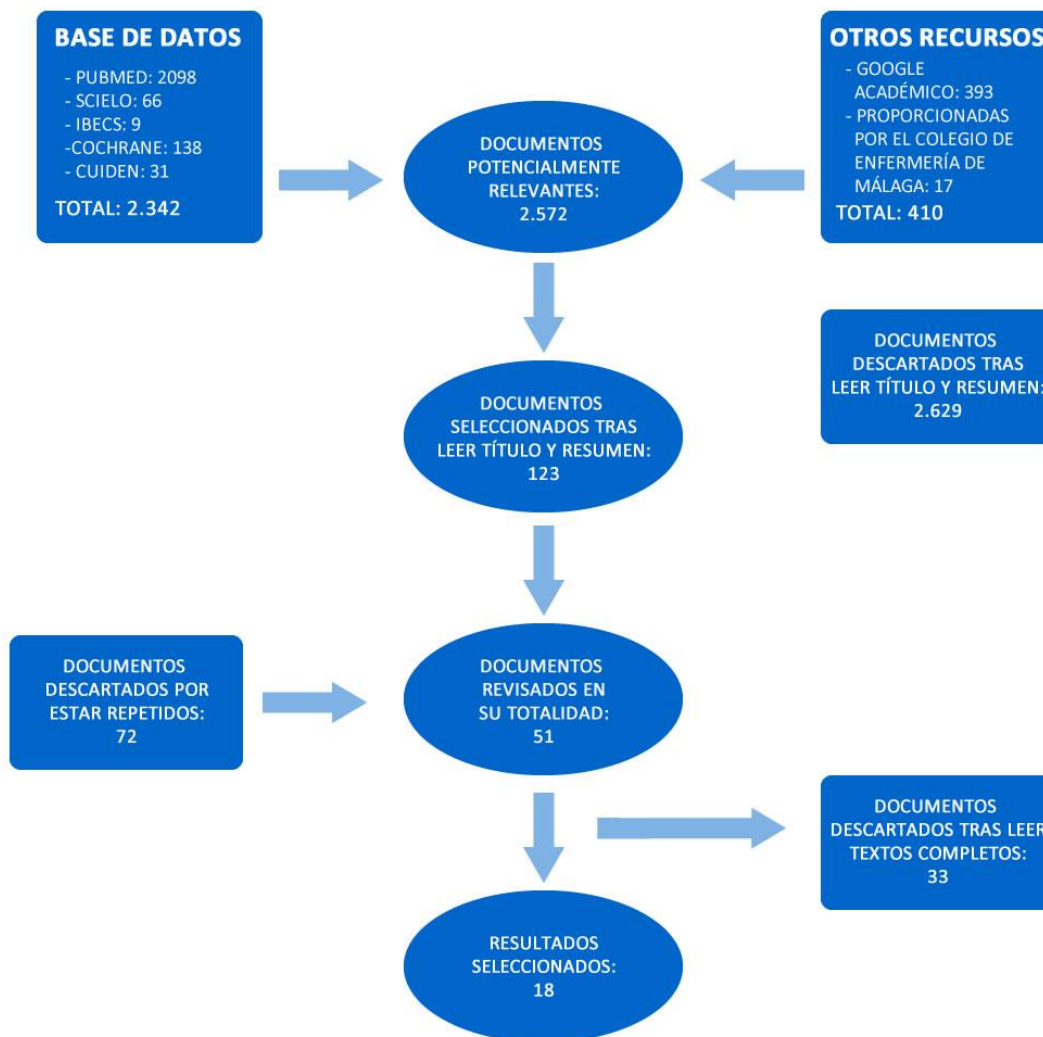 BASE DE DATOS
- PUBMED: 2098
- SCIELO: 66
- IBECS: 9
-COCHRANE: 138
- CUIDEN: 31
TOTAL: 2.342
DOCUMENTOS
POTENCIALMENTE
RELEVANTES:
2.572
OTROS RECURSOS
- GOOGLE
ACADÉMICO: 393
- PROPORCIONADAS
POR EL COLEGIO DE
ENFERMERÍA DE
MÁLAGA: 17
TOTAL: 410
DOCUMENTOS
DESCARTADOS TRAS
LEER TÍTULO Y RESUMEN:
2.629
DOCUMENTOS
SELECCIONADOS TRAS
LEER TÍTULO Y RESUMEN:
123
DOCUMENTOS
DESCARTADOS POR
ESTAR REPETIDOS:
72
DOCUMENTOS
REVISADOS EN
SU TOTALIDAD:
51
DOCUMENTOS
DESCARTADOS TRAS LEER
TEXTOS COMPLETOS:
33
RESULTADOS
SELECCIONADOS:
18